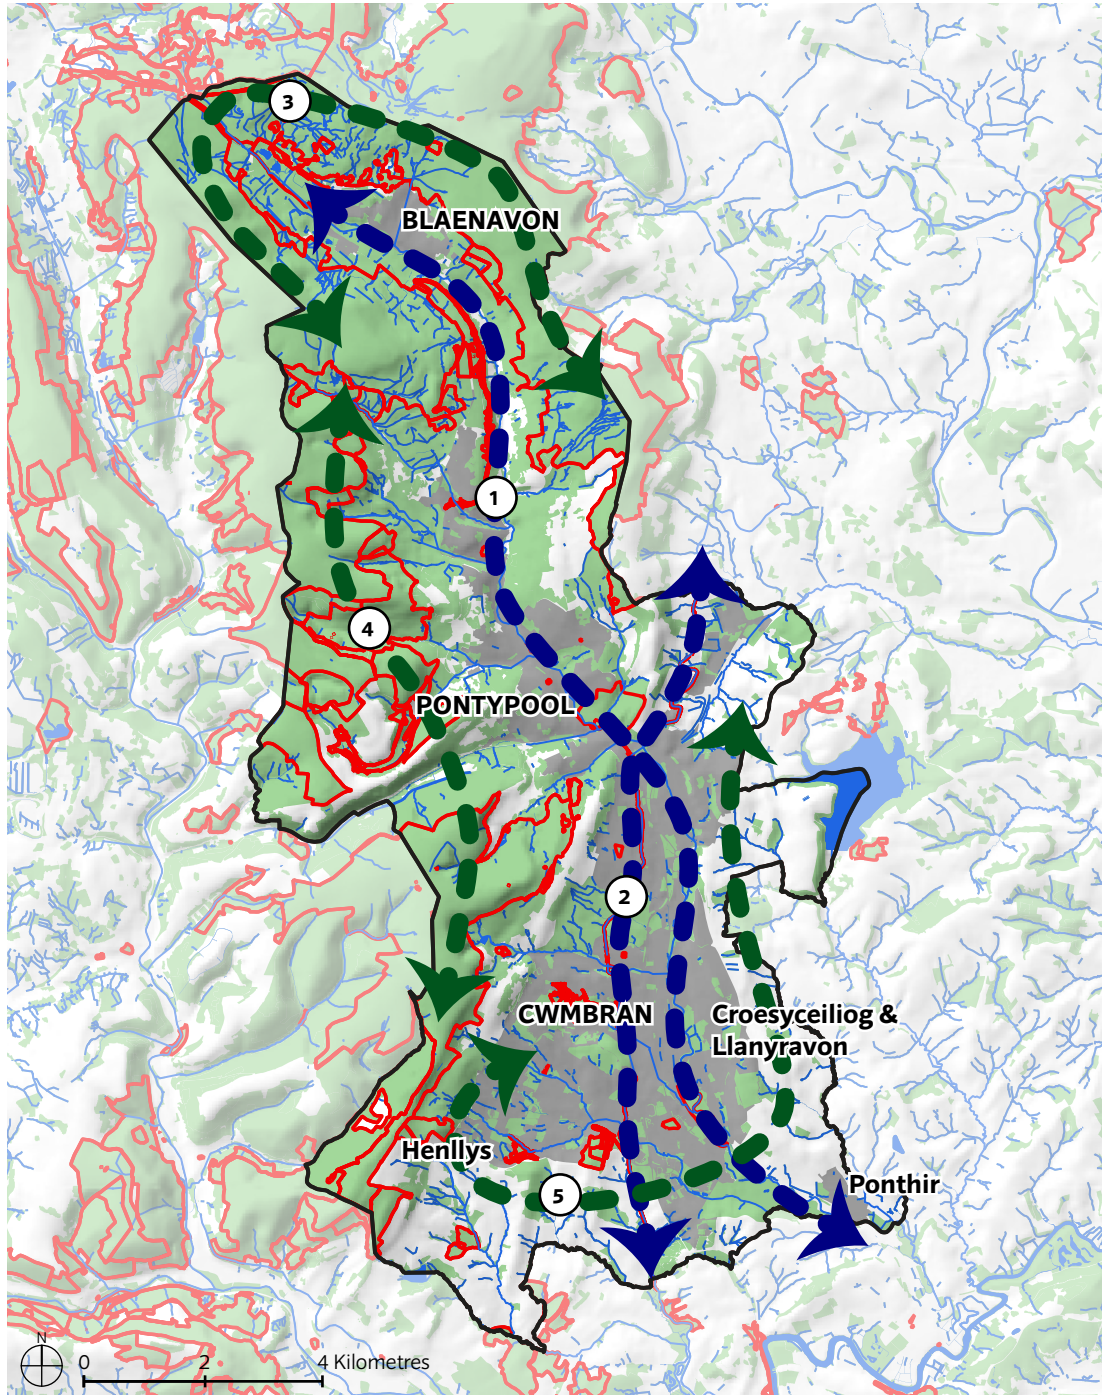 3
BLAENAVON
1
4
PONTYPOOL
2
CWMBRAN
Croesyceiliog &
Llanyravon
Henllys
5
Ponthir
N
0 2 4 Kilometres